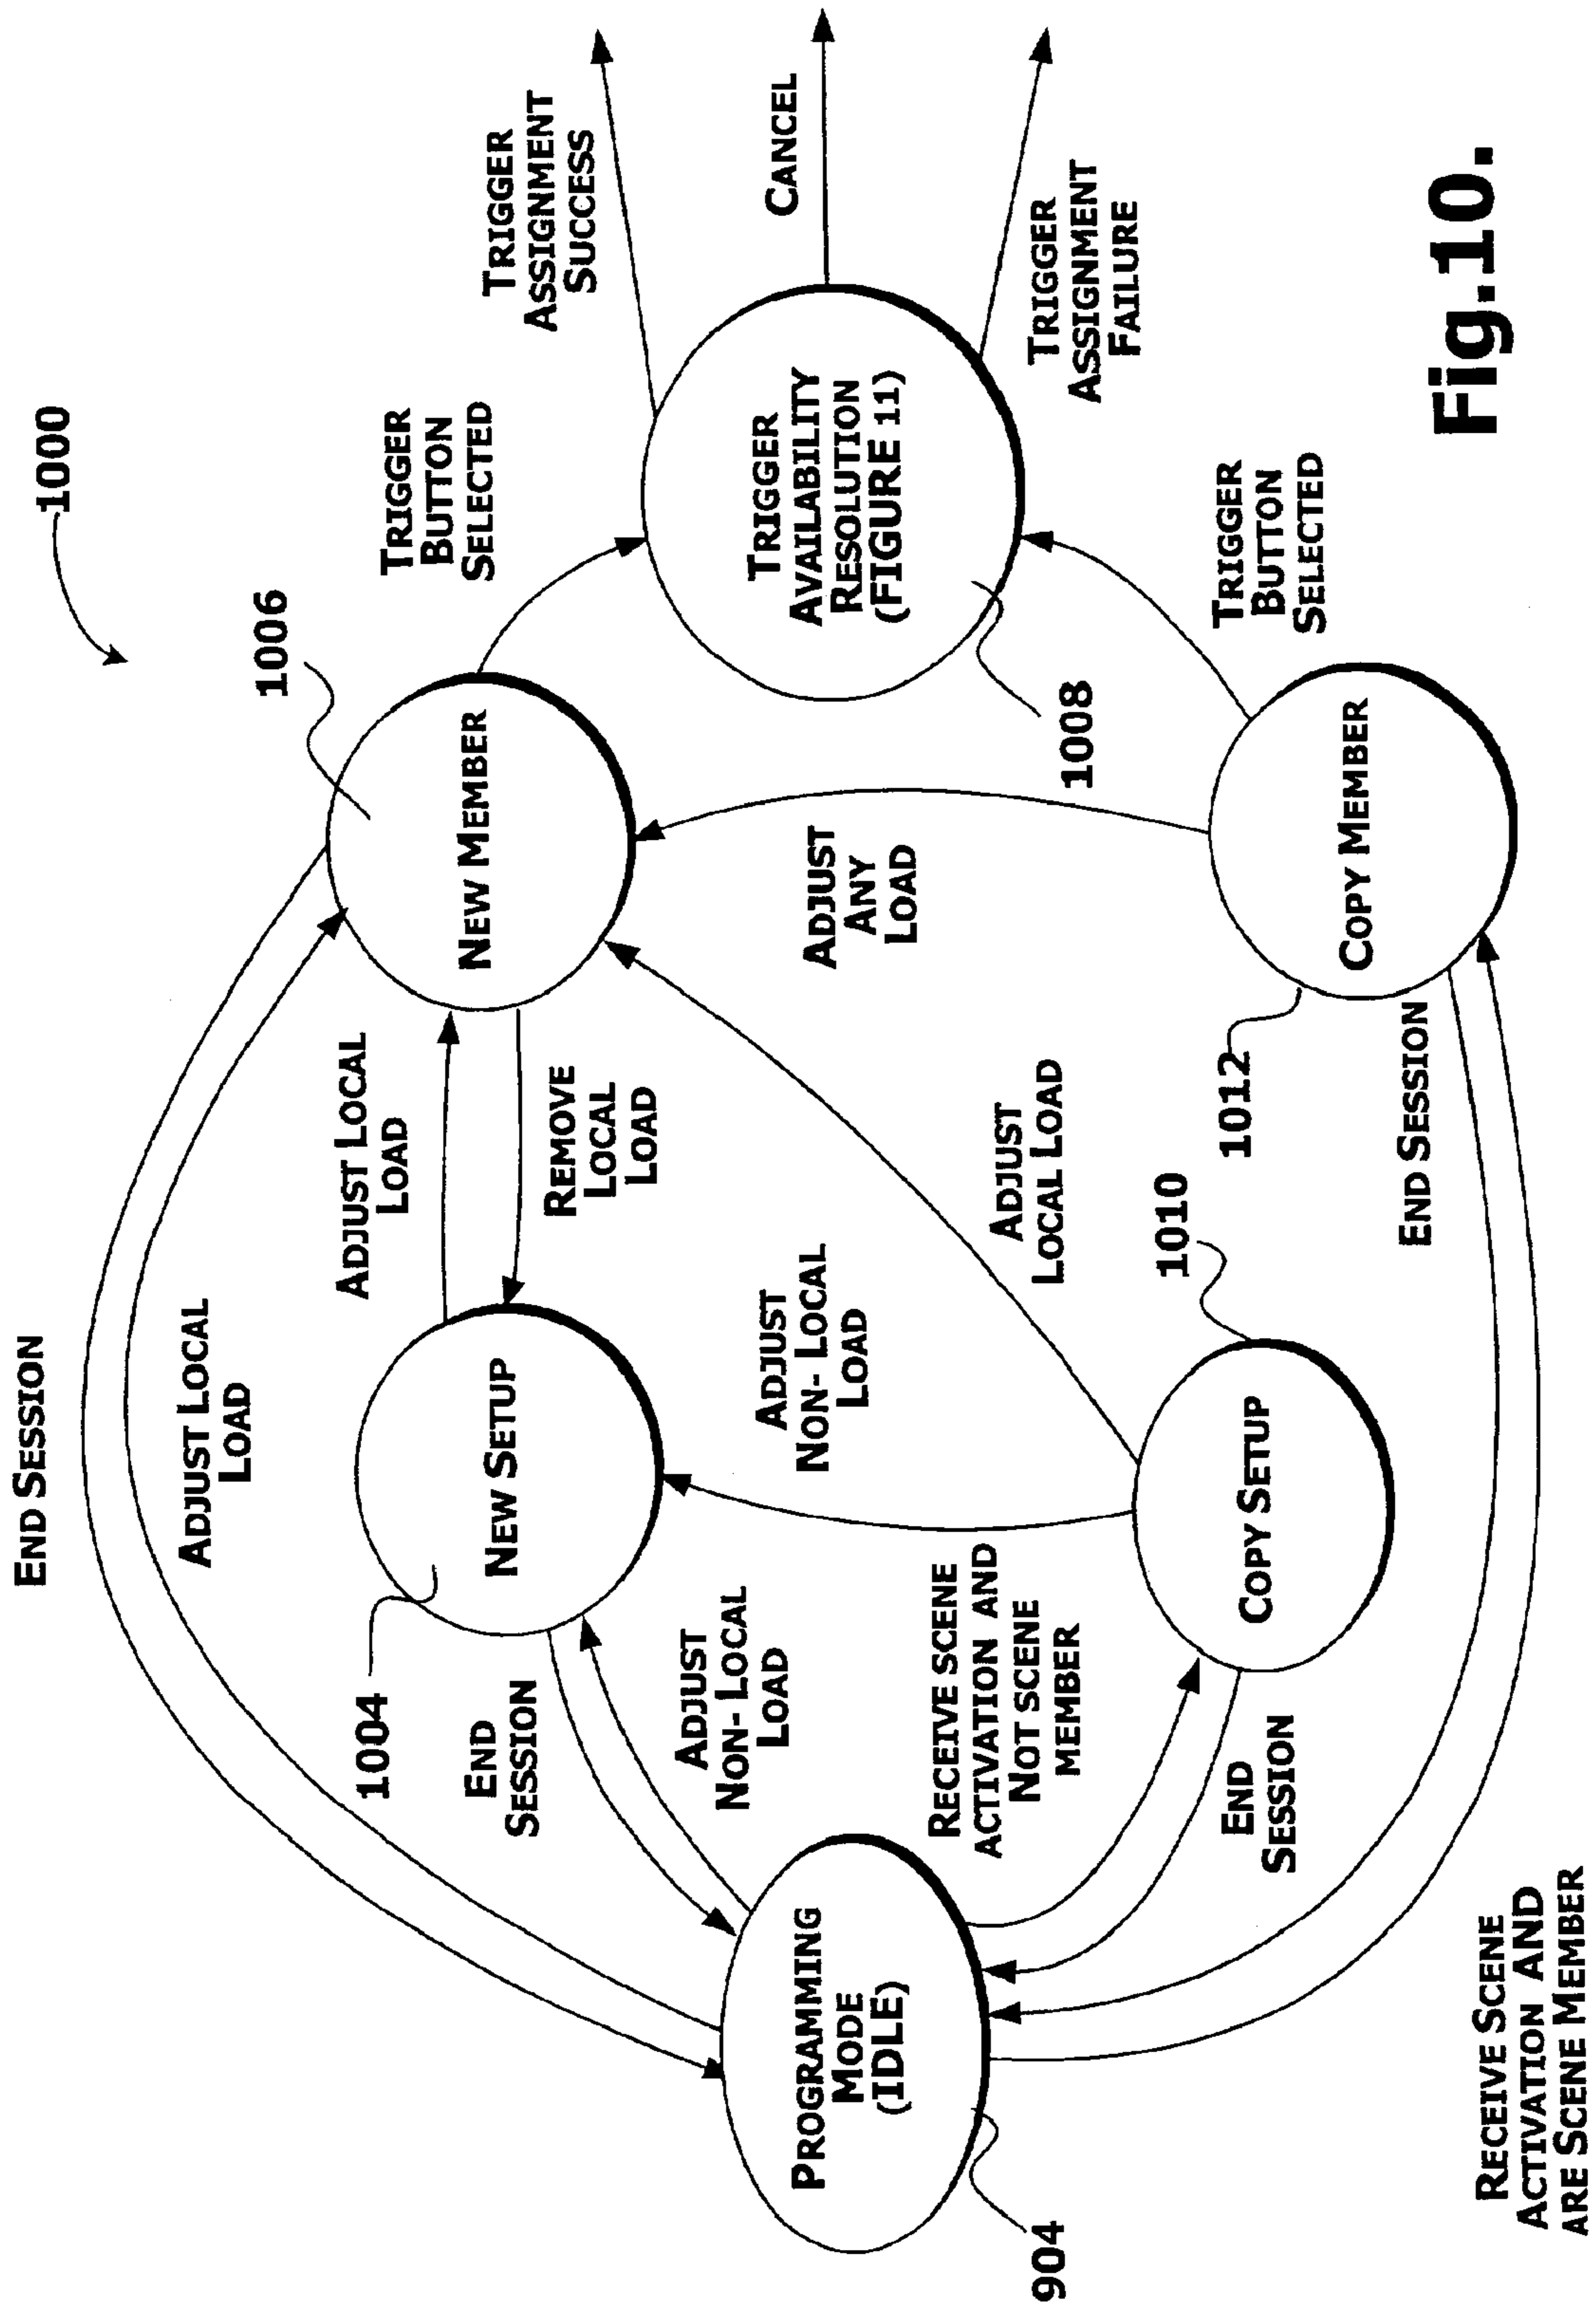 1000
END SESSION
ADJUST LOCAL
LOAD
1006
ADJUST LOCAL
LOAD
TRIGGER
BUTTON
SELECTED
TRIGGER
ASSIGNMENT
SUCCESS
1004
NEW SETUP
NEW MEMBER
END
SESSION
REMOVE
LOCAL
LOAD
ADJUST
NON-LOCAL
LOAD
ADJUST
NON-LOCAL
LOAD
ADJUST
ANY
LOAD
TRIGGER
AVAILABILITY
RESOLUTION
(FIGURE 11)
CANCEL
PROGRAMMING
MODE
(IDLE)
904
RECEIVE SCENE
ACTIVATION AND
NOT SCENE
MEMBER
ADJUST
LOCAL LOAD
1008
TRIGGER
ASSIGNMENT
FAILURE
1010
1012
END
SESSION
COPY SETUP
COPY MEMBER
TRIGGER
BUTTON
SELECTED
END SESSION
RECEIVE SCENE
ACTIVATION AND
ARE SCENE MEMBER
Fig.10.